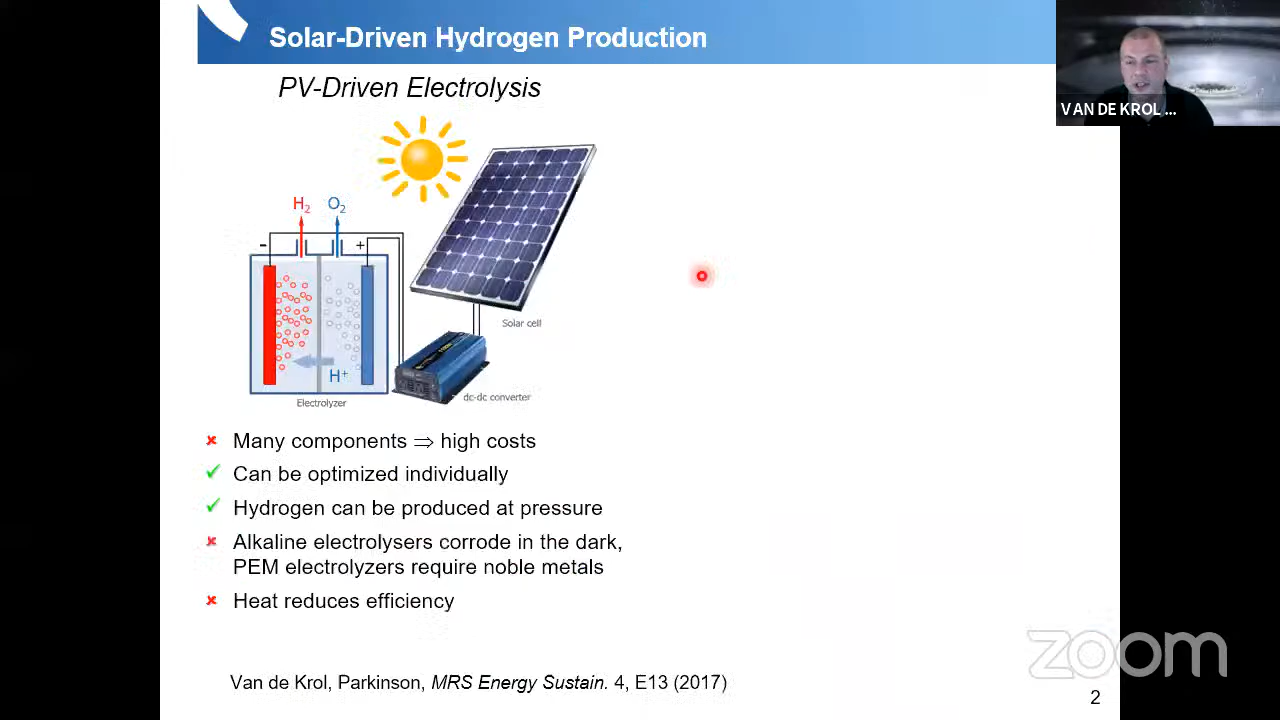 Solar-Driven Hydrogen Production
VAN DE KROL ...
PV-Driven Electrolysis
H2 O2
- +
H+
Solar cell
dc-dc converter
Electrolyzer
Many components ⇒ high costs
Can be optimized individually
Hydrogen can be produced at pressure
Alkaline electrolysers corrode in the dark,
PEM electrolyzers require noble metals
Heat reduces efficiency
Van de Krol, Parkinson, MRS Energy Sustain. 4, E13 (2017)
zoom
2